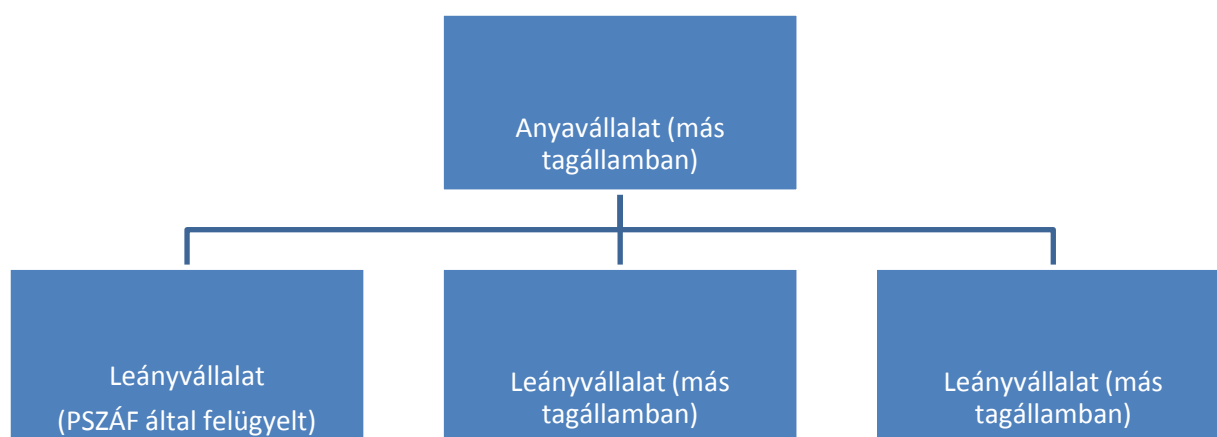 Anyavállalat (más
tagállamban)
Leányvállalat
(PSZÁF által felügyelt)
Leányvállalat (más
tagállamban)
Leányvállalat (más
tagállamban)